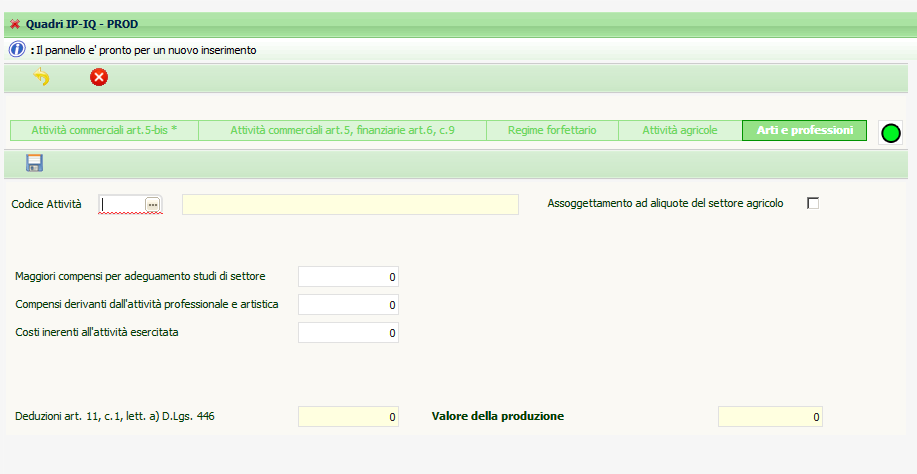 Quadri IP-IQ - PROD
: Il pannello e' pronto per un nuovo inserimento
Attività commerciali art.5-bis * Attività commerciali art.5, finanziarie art.6, c.9 Regime forfettario Attività agricole Arti e professioni
Codice Attività ... Assoggettamento ad aliquote del settore agricolo
Maggiori compensi per adeguamento studi di settore 0
Compensi derivanti dall'attività professionale e artistica 0
Costi inerenti all'attività esercitata 0
Deduzioni art. 11, c.1, lett. a) D.Lgs. 446 0 Valore della produzione 0